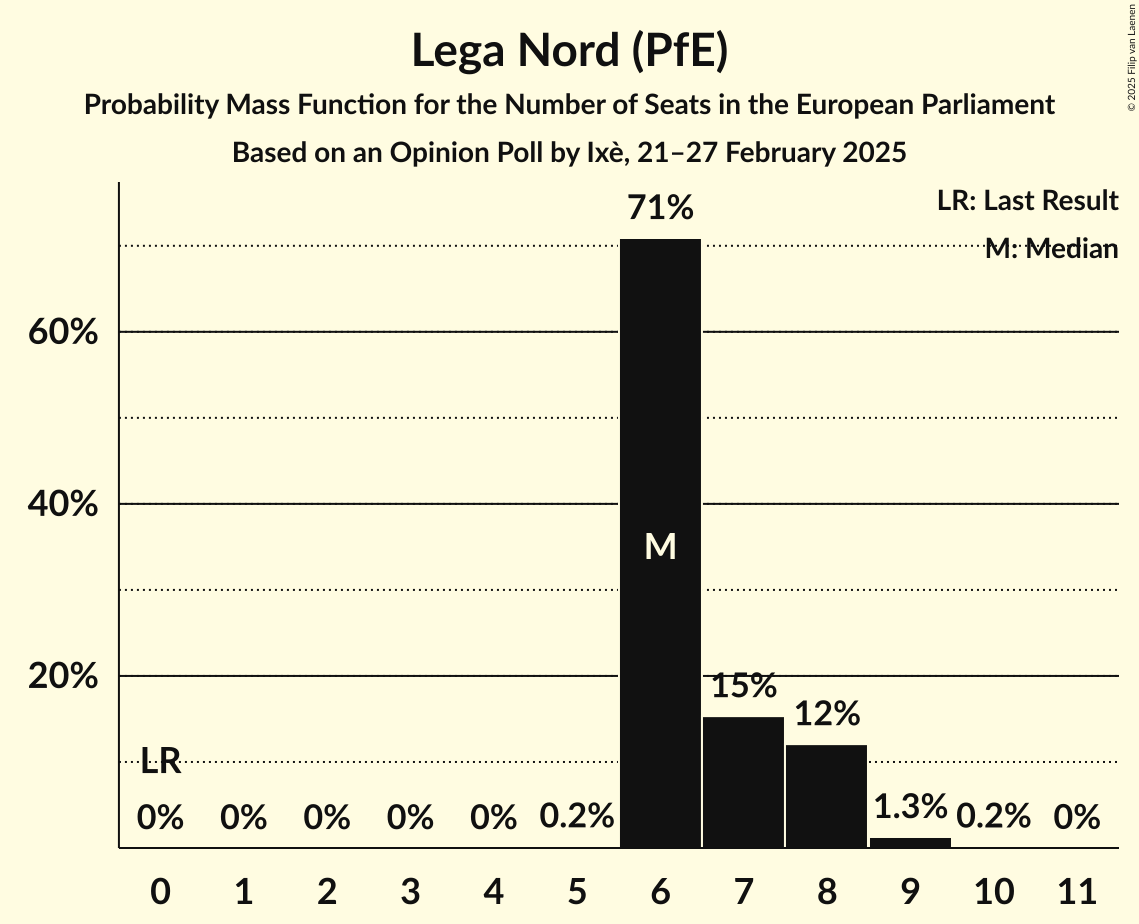 Lega Nord (PfE)
Probability Mass Function for the Number of Seats in the European Parliament
Based on an Opinion Poll by Ixè, 21–27 February 2025
© 2025 Filip van Laenen
LR: Last Result
M: Median
71%
60%
40%
M
20%
15%
12%
LR
0% 0% 0% 0% 0% 0.2% 1.3% 0.2% 0%
0 1 2 3 4 5 6 7 8 9 10 11